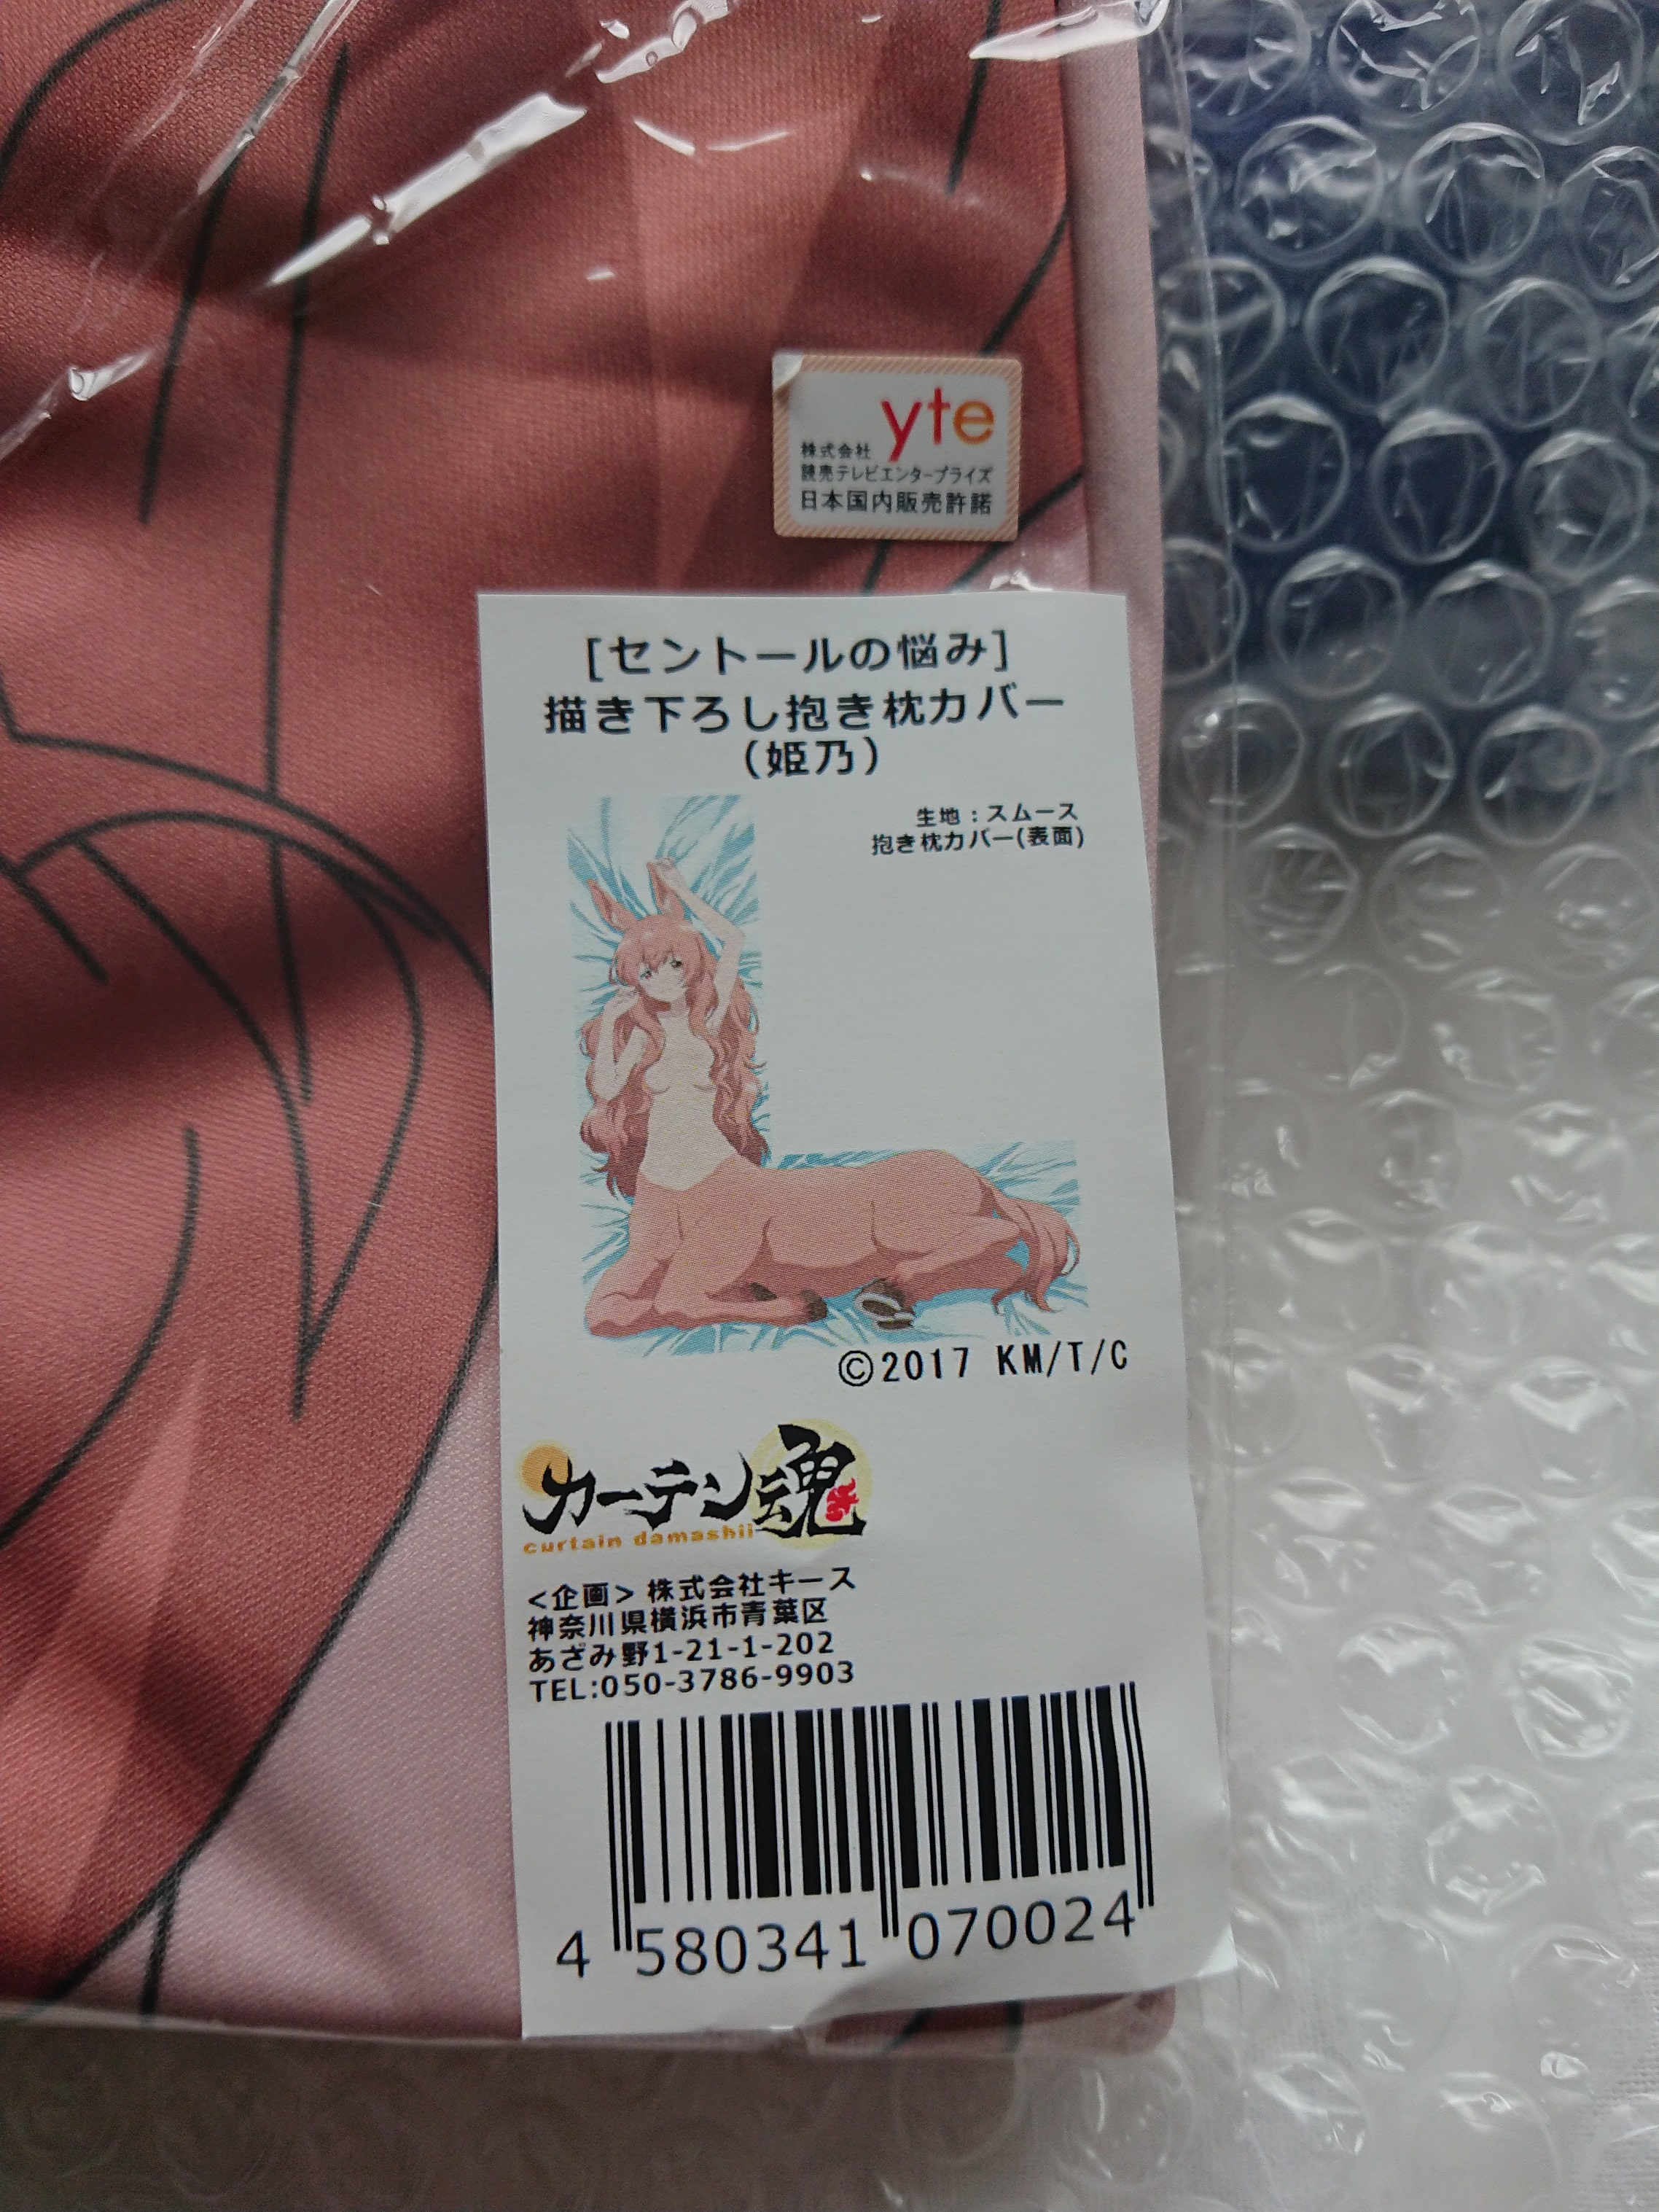 yte
株式会社
読売テレビエンタープライズ
日本国内販売許諾
[セントールの悩み]
描き下ろし抱き枕カバー
(姫乃)
生地：スムース
抱き枕カバー(表面)
©2017 KM/T/C
カーテン魂
curtain damashii
<企画> 株式会社キース
神奈川県横浜市青葉区
あざみ野1-21-1-202
TEL:050-3786-9903
4 580341 070024